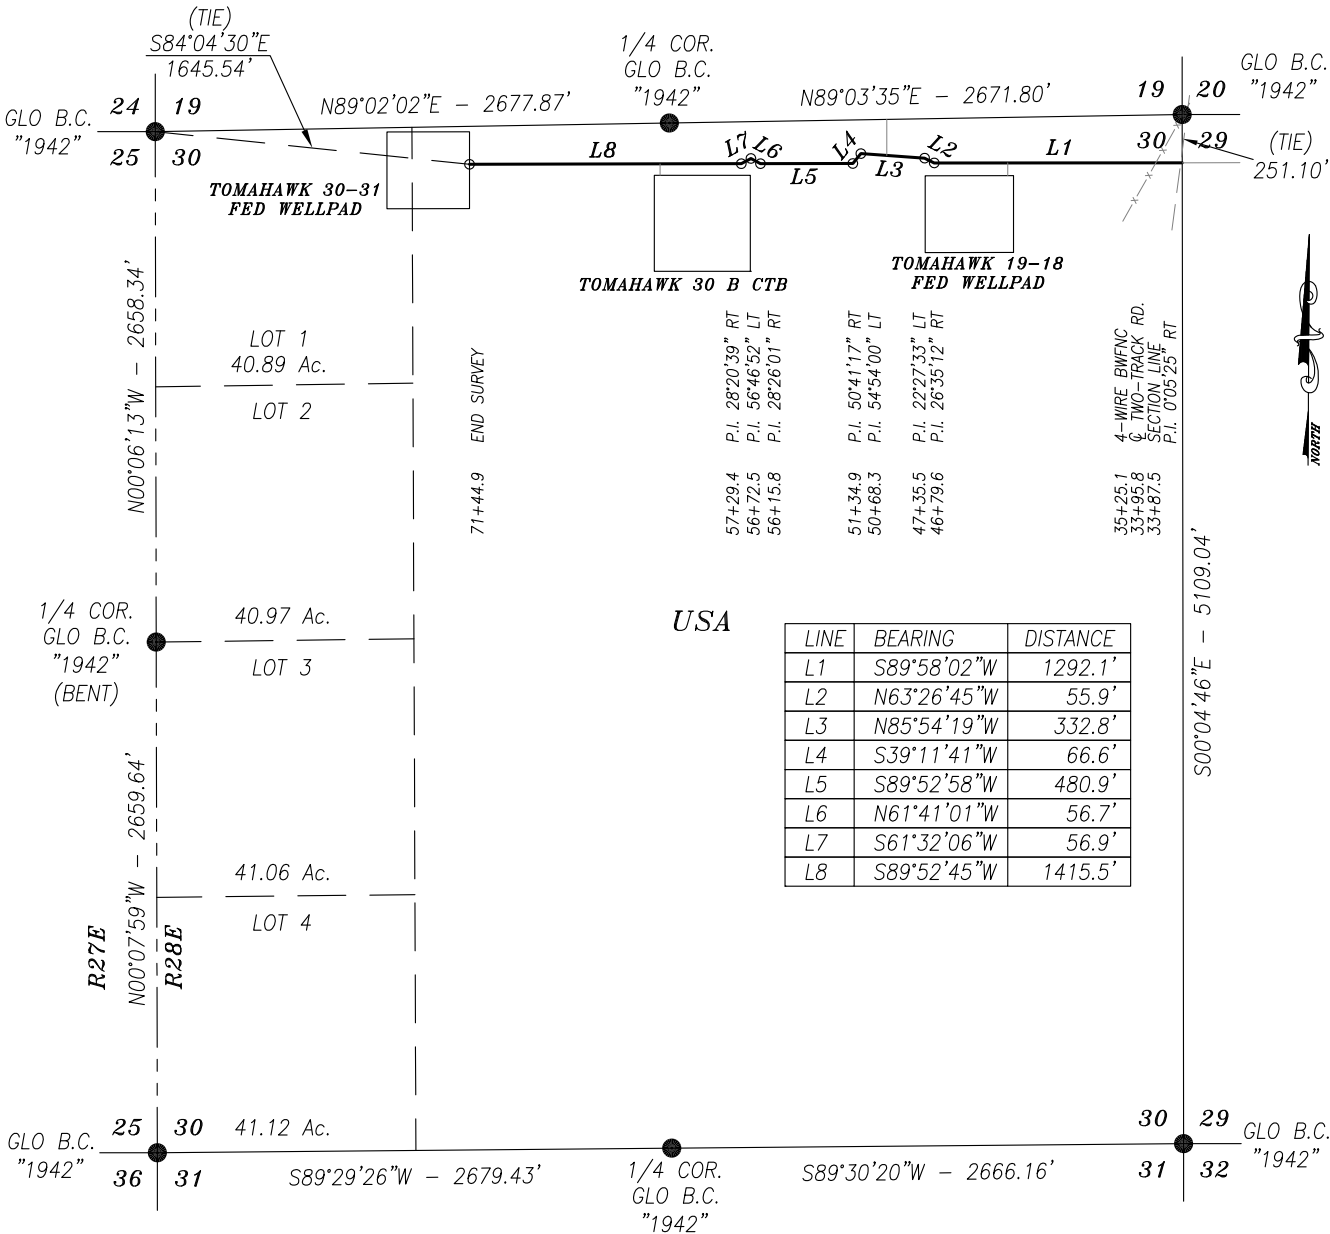 (TIE)
S84°04'30"E
1645.54'
1/4 COR.
GLO B.C.
"1942"
GLO B.C.
"1942"
24 19
N89°02'02"E - 2677.87'
N89°03'35"E - 2671.80'
19 20
GLO B.C.
"1942"
25 30
30 29
(TIE)
251.10'
L8
L7
L6
L5
L4
L3
L2
L1
TOMAHAWK 30-31
FED WELLPAD
TOMAHAWK 30 B CTB
TOMAHAWK 19-18
FED WELLPAD
NORTH
N00°06'13"W - 2658.34'
LOT 1
40.89 Ac.
LOT 2
71+44.9 END SURVEY
57+29.4 P.I. 28°20'39" RT
56+72.5 P.I. 56°46'52" LT
56+15.8 P.I. 28°26'01" RT
51+34.9 P.I. 50°41'17" RT
50+68.3 P.I. 54°54'00" LT
47+35.5 P.I. 22°27'33" LT
46+79.6 P.I. 26°35'12" RT
35+25.1 4-WIRE BWFNC
33+95.8 ℄ TWO-TRACK RD.
33+87.5 SECTION LINE
P.I. 0°05'25" RT
S00°04'46"E - 5109.04'
1/4 COR.
GLO B.C.
"1942"
(BENT)
40.97 Ac.
LOT 3
USA
LINE BEARING DISTANCE
L1 S89°58'02"W 1292.1'
L2 N63°26'45"W 55.9'
L3 N85°54'19"W 332.8'
L4 S39°11'41"W 66.6'
L5 S89°52'58"W 480.9'
L6 N61°41'01"W 56.7'
L7 S61°32'06"W 56.9'
L8 S89°52'45"W 1415.5'
N00°07'59"W - 2659.64'
41.06 Ac.
LOT 4
R27E
R28E
25 30
41.12 Ac.
30 29
GLO B.C.
"1942"
36 31
S89°29'26"W - 2679.43'
1/4 COR.
GLO B.C.
"1942"
S89°30'20"W - 2666.16'
31 32
GLO B.C.
"1942"